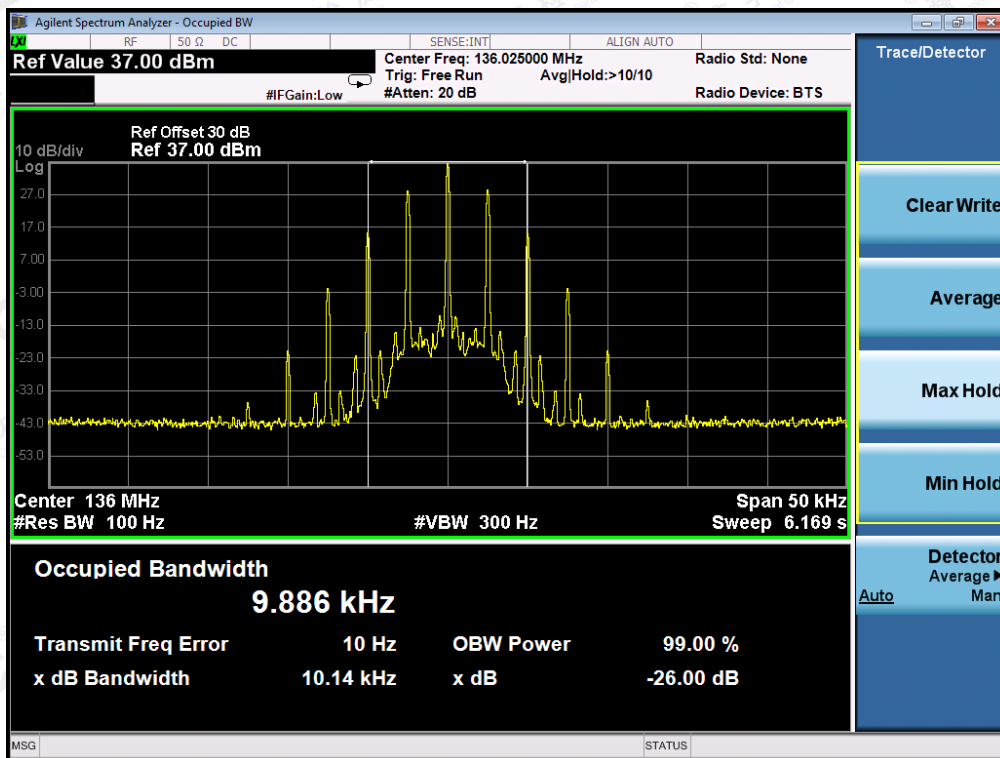 Agilent Spectrum Analyzer - Occupied BW
LXI RF 50 Ω DC SENSE:INT ALIGN AUTO
Ref Value 37.00 dBm
Center Freq: 136.025000 MHz
Radio Std: None
Trig: Free Run Avg|Hold:>10/10
#IFGain:Low
#Atten: 20 dB
Radio Device: BTS
Ref Offset 30 dB
10 dB/div Ref 37.00 dBm
Log
27.0
17.0
7.00
-3.00
-13.0
-23.0
-33.0
-43.0
-53.0
Center 136 MHz Span 50 kHz
#Res BW 100 Hz #VBW 300 Hz Sweep 6.169 s
Occupied Bandwidth
9.886 kHz
Transmit Freq Error 10 Hz OBW Power 99.00 %
x dB Bandwidth 10.14 kHz x dB -26.00 dB
MSG STATUS
Trace/Detector
Clear Write
Average
Max Hold
Min Hold
Detector
Average
Auto Man